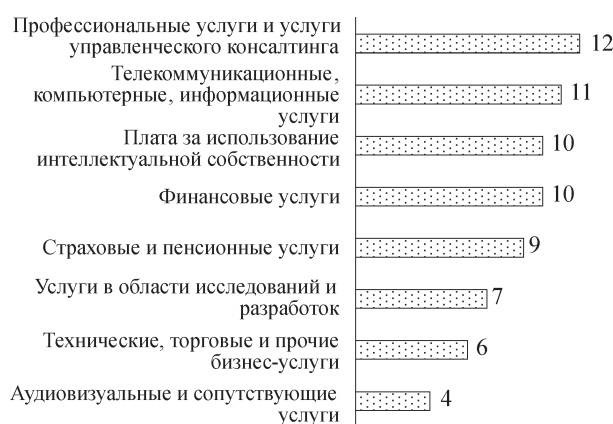 Профессиональные услуги и услуги
управленческого консалтинга
12
Телекоммуникационные,
компьютерные, информационные
услуги
11
Плата за использование
интеллектуальной собственности
10
Финансовые услуги
10
Страховые и пенсионные услуги
9
Услуги в области исследований и
разработок
7
Технические, торговые и прочие
бизнес-услуги
6
Аудиовизуальные и сопутствующие
услуги
4